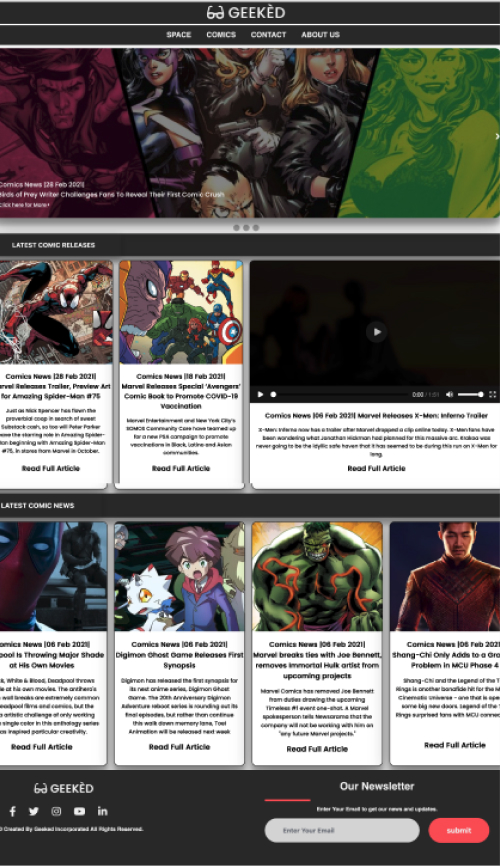 GEEKÈD
SPACE COMICS CONTACT ABOUT US
Comics News |28 Feb 2021|
Birds of Prey Writer Challenges Fans To Reveal Their First Comic Crush
Click here for More
LATEST COMIC RELEASES
Comics News |28 Feb 2021|
rvel Releases Trailer, Preview Art
for Amazing Spider-Man #75
Just as Nick Spencer has flown the
proverbial coop in search of sweet
Substack cash, so too will Peter Parker
eave the starring role in Amazing Spider-
an beginning with Amazing Spider-Man
#75, in stores from Marvel in October.
Read Full Article
Comics News |18 Feb 2021|
Marvel Releases Special 'Avengers'
Comic Book to Promote COVID-19
Vaccination
Marvel Entertainment and New York City's
SOMOS Community Care have teamed up
for a new PSA campaign to promote
vaccinations in Black, Latino and Asian
communities.
Read Full Article
0:00 / 1:01
Comics News |06 Feb 2021| Marvel Releases X-Men: Inferno Trailer
X-Men: Inferno now has a trailer after Marvel dropped a clip online today. X-Men fans have
been wondering what Jonathan Hickman had planned for this massive arc. Krakoa was
never going to be the idyllic safe haven that it has seemed to be during this run on X-Men for
long.
Read Full Article
LATEST COMIC NEWS
omics News |06 Feb 2021|
pool Is Throwing Major Shade
at His Own Movies
, White & Blood, Deadpool throws
e at his own movies. The antihero's
wall breaks are extremely common
eadpool films and comics, but the
artistic challenge of only working
single color in this anthology series
as inspired particular creativity.
Read Full Article
Comics News |06 Feb 2021|
Digimon Ghost Game Releases First
Synopsis
Digimon has released the first synopsis for
its next anime series, Digimon Ghost
Game. The 20th Anniversary Digimon
Adventure reboot series is rounding out its
final episodes, but rather than continue
this walk down memory lane, Toei
Animation will be released next week
Read Full Article
Comics News |06 Feb 2021|
Marvel breaks ties with Joe Bennett,
removes Immortal Hulk artist from
upcoming projects
Marvel Comics has removed Joe Bennett
from duties drawing the upcoming
Timeless #1 event one-shot. A Marvel
spokesperson tells Newsarama that the
company will not be working with him on
"any future Marvel projects."
Read Full Article
Comics News |06 Feb 2021|
Shang-Chi Only Adds to a Gro
Problem in MCU Phase 4
Shang-Chi and the Legend of the T
Rings is another bonafide hit for the M
Cinematic Universe – one that is spe
some big new doors. Legend of the T
Rings surprised fans with MCU connec
Read Full Article
GEEKÈD
Created By Geeked Incorporated All Rights Reserved.
Our Newsletter
Enter Your Email to get our news and updates.
Enter Your Email
submit